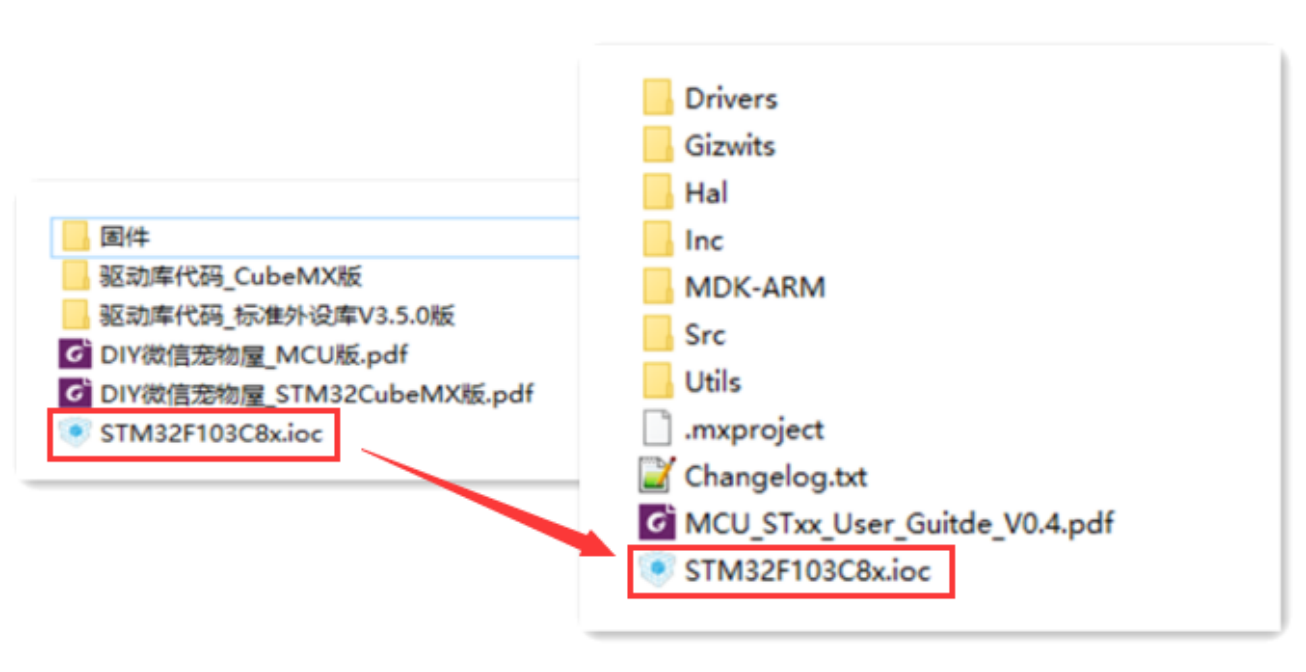 固件
驱动库代码_CubeMX版
驱动库代码_标准外设库V3.5.0版
DIY微信宠物屋_MCU版.pdf
DIY微信宠物屋_STM32CubeMX版.pdf
STM32F103C8x.ioc
Drivers
Gizwits
Hal
Inc
MDK-ARM
Src
Utils
.mxproject
Changelog.txt
MCU_STxx_User_Guitde_V0.4.pdf
STM32F103C8x.ioc